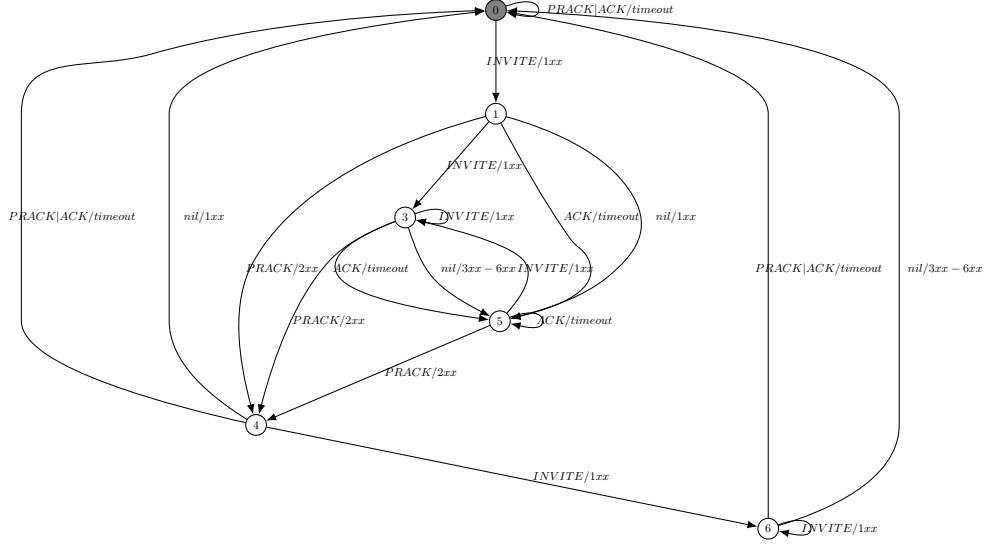 0
PRACK|ACK/timeout
INVITE/1xx
1
INVITE/1xx
3
INVITE/1xx
ACK/timeout
nil/1xx
PRACK|ACK/timeout
nil/1xx
PRACK/2xx
ACK/timeout
nil/3xx − 6xx
INVITE/1xx
PRACK|ACK/timeout
nil/3xx − 6xx
PRACK/2xx
5
ACK/timeout
PRACK/2xx
4
INVITE/1xx
6
INVITE/1xx